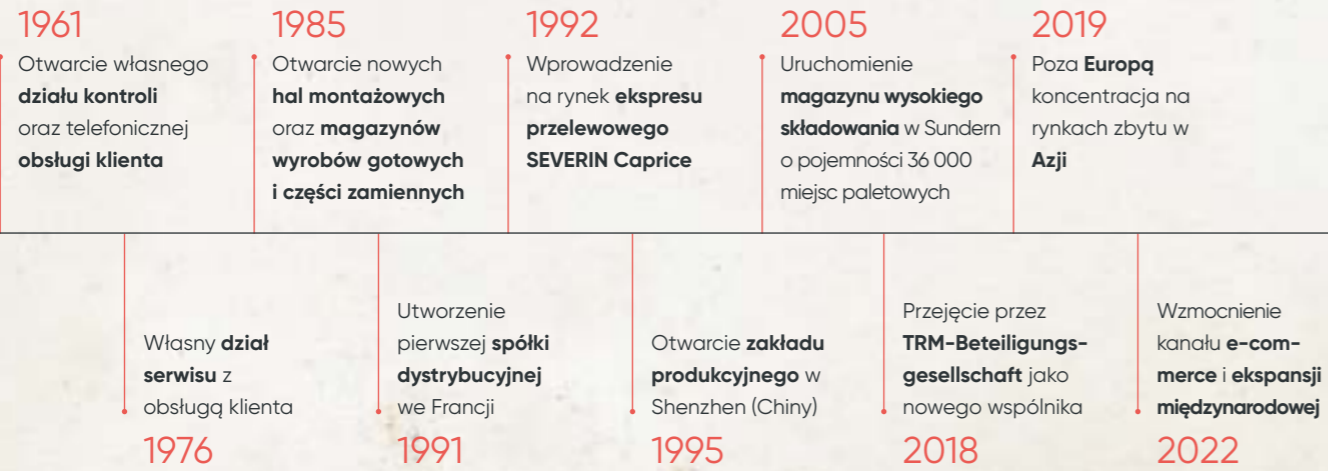 1961
Otwarcie własnego
działu kontroli
oraz telefonicznej
obsługi klienta
1985
Otwarcie nowych
hal montażowych
oraz magazynów
wyrobów gotowych
i części zamiennych
1992
Wprowadzenie
na rynek ekspresu
przelewowego
SEVERIN Caprice
2005
Uruchomienie
magazynu wysokiego
składowania w Sundern
o pojemności 36 000
miejsc paletowych
2019
Poza Europą
koncentracja na
rynkach zbytu w
Azji
Własny dział
serwisu z
obsługą klienta
1976
Utworzenie
pierwszej spółki
dystrybucyjnej
we Francji
1991
Otwarcie zakładu
produkcyjnego w
Shenzhen (Chiny)
1995
Przejęcie przez
TRM-Beteiligungs-
gesellschaft jako
nowego wspólnika
2018
Wzmocnienie
kanału e-com-
merce i ekspansji
międzynarodowej
2022